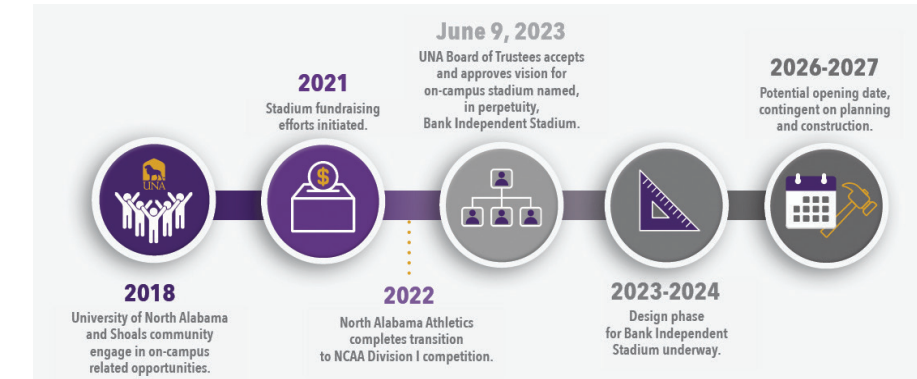 2018
University of North Alabama
and Shoals community
engage in on-campus
related opportunities.
UNA
2021
Stadium fundraising
efforts initiated.
$
2022
North Alabama Athletics
completes transition
to NCAA Division I competition.
June 9, 2023
UNA Board of Trustees accepts
and approves vision for
on-campus stadium named,
in perpetuity,
Bank Independent Stadium.
2023-2024
Design phase
for Bank Independent
Stadium underway.
2026-2027
Potential opening date,
contingent on planning
and construction.